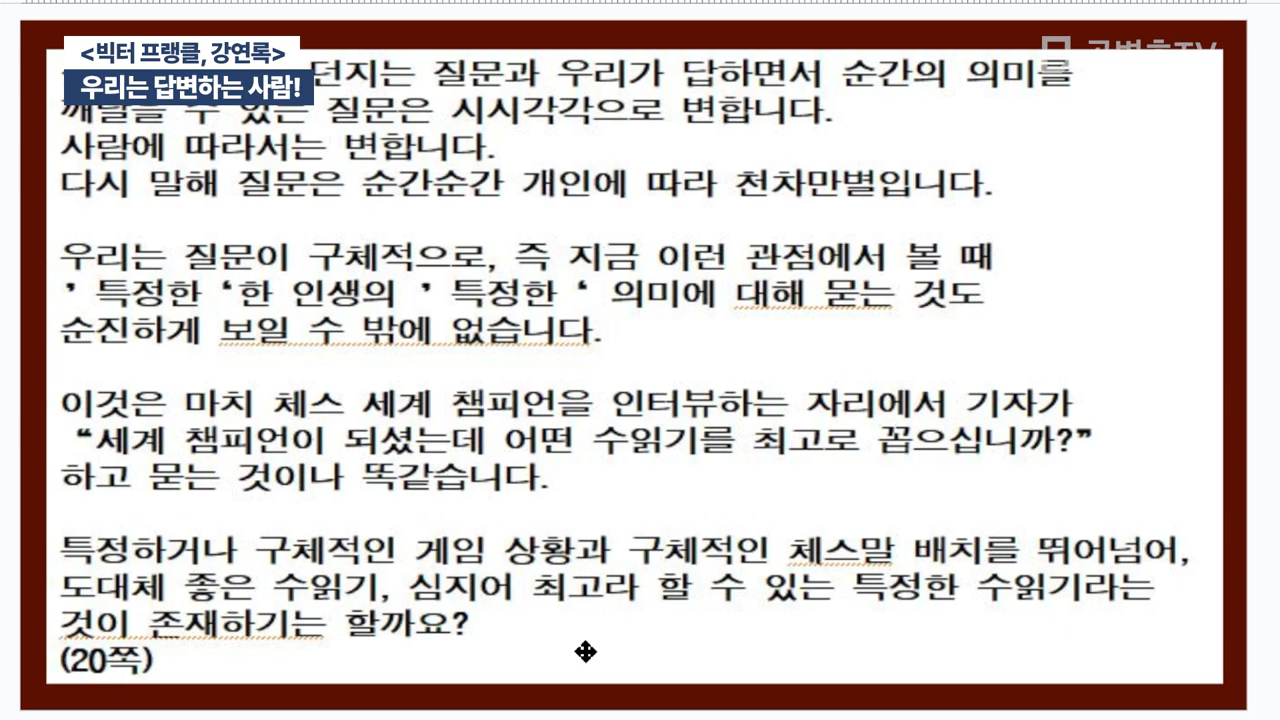 <빅터 프랭클, 강연록>
우리는 답변하는 사람!
던지는 질문과 우리가 답하면서 순간의 의미를
깨달을 수 있는 질문은 시시각각으로 변합니다.
사람에 따라서는 변합니다.
다시 말해 질문은 순간순간 개인에 따라 천차만별입니다.
우리는 질문이 구체적으로, 즉 지금 이런 관점에서 볼 때
’ 특정한 ‘한 인생의 ’ 특정한 ‘ 의미에 대해 묻는 것도
순진하게 보일 수 밖에 없습니다.
이것은 마치 체스 세계 챔피언을 인터뷰하는 자리에서 기자가
“세계 챔피언이 되셨는데 어떤 수읽기를 최고로 꼽으십니까?”
하고 묻는 것이나 똑같습니다.
특정하거나 구체적인 게임 상황과 구체적인 체스말 배치를 뛰어넘어,
도대체 좋은 수읽기, 심지어 최고라 할 수 있는 특정한 수읽기라는
것이 존재하기는 할까요?
(20쪽)